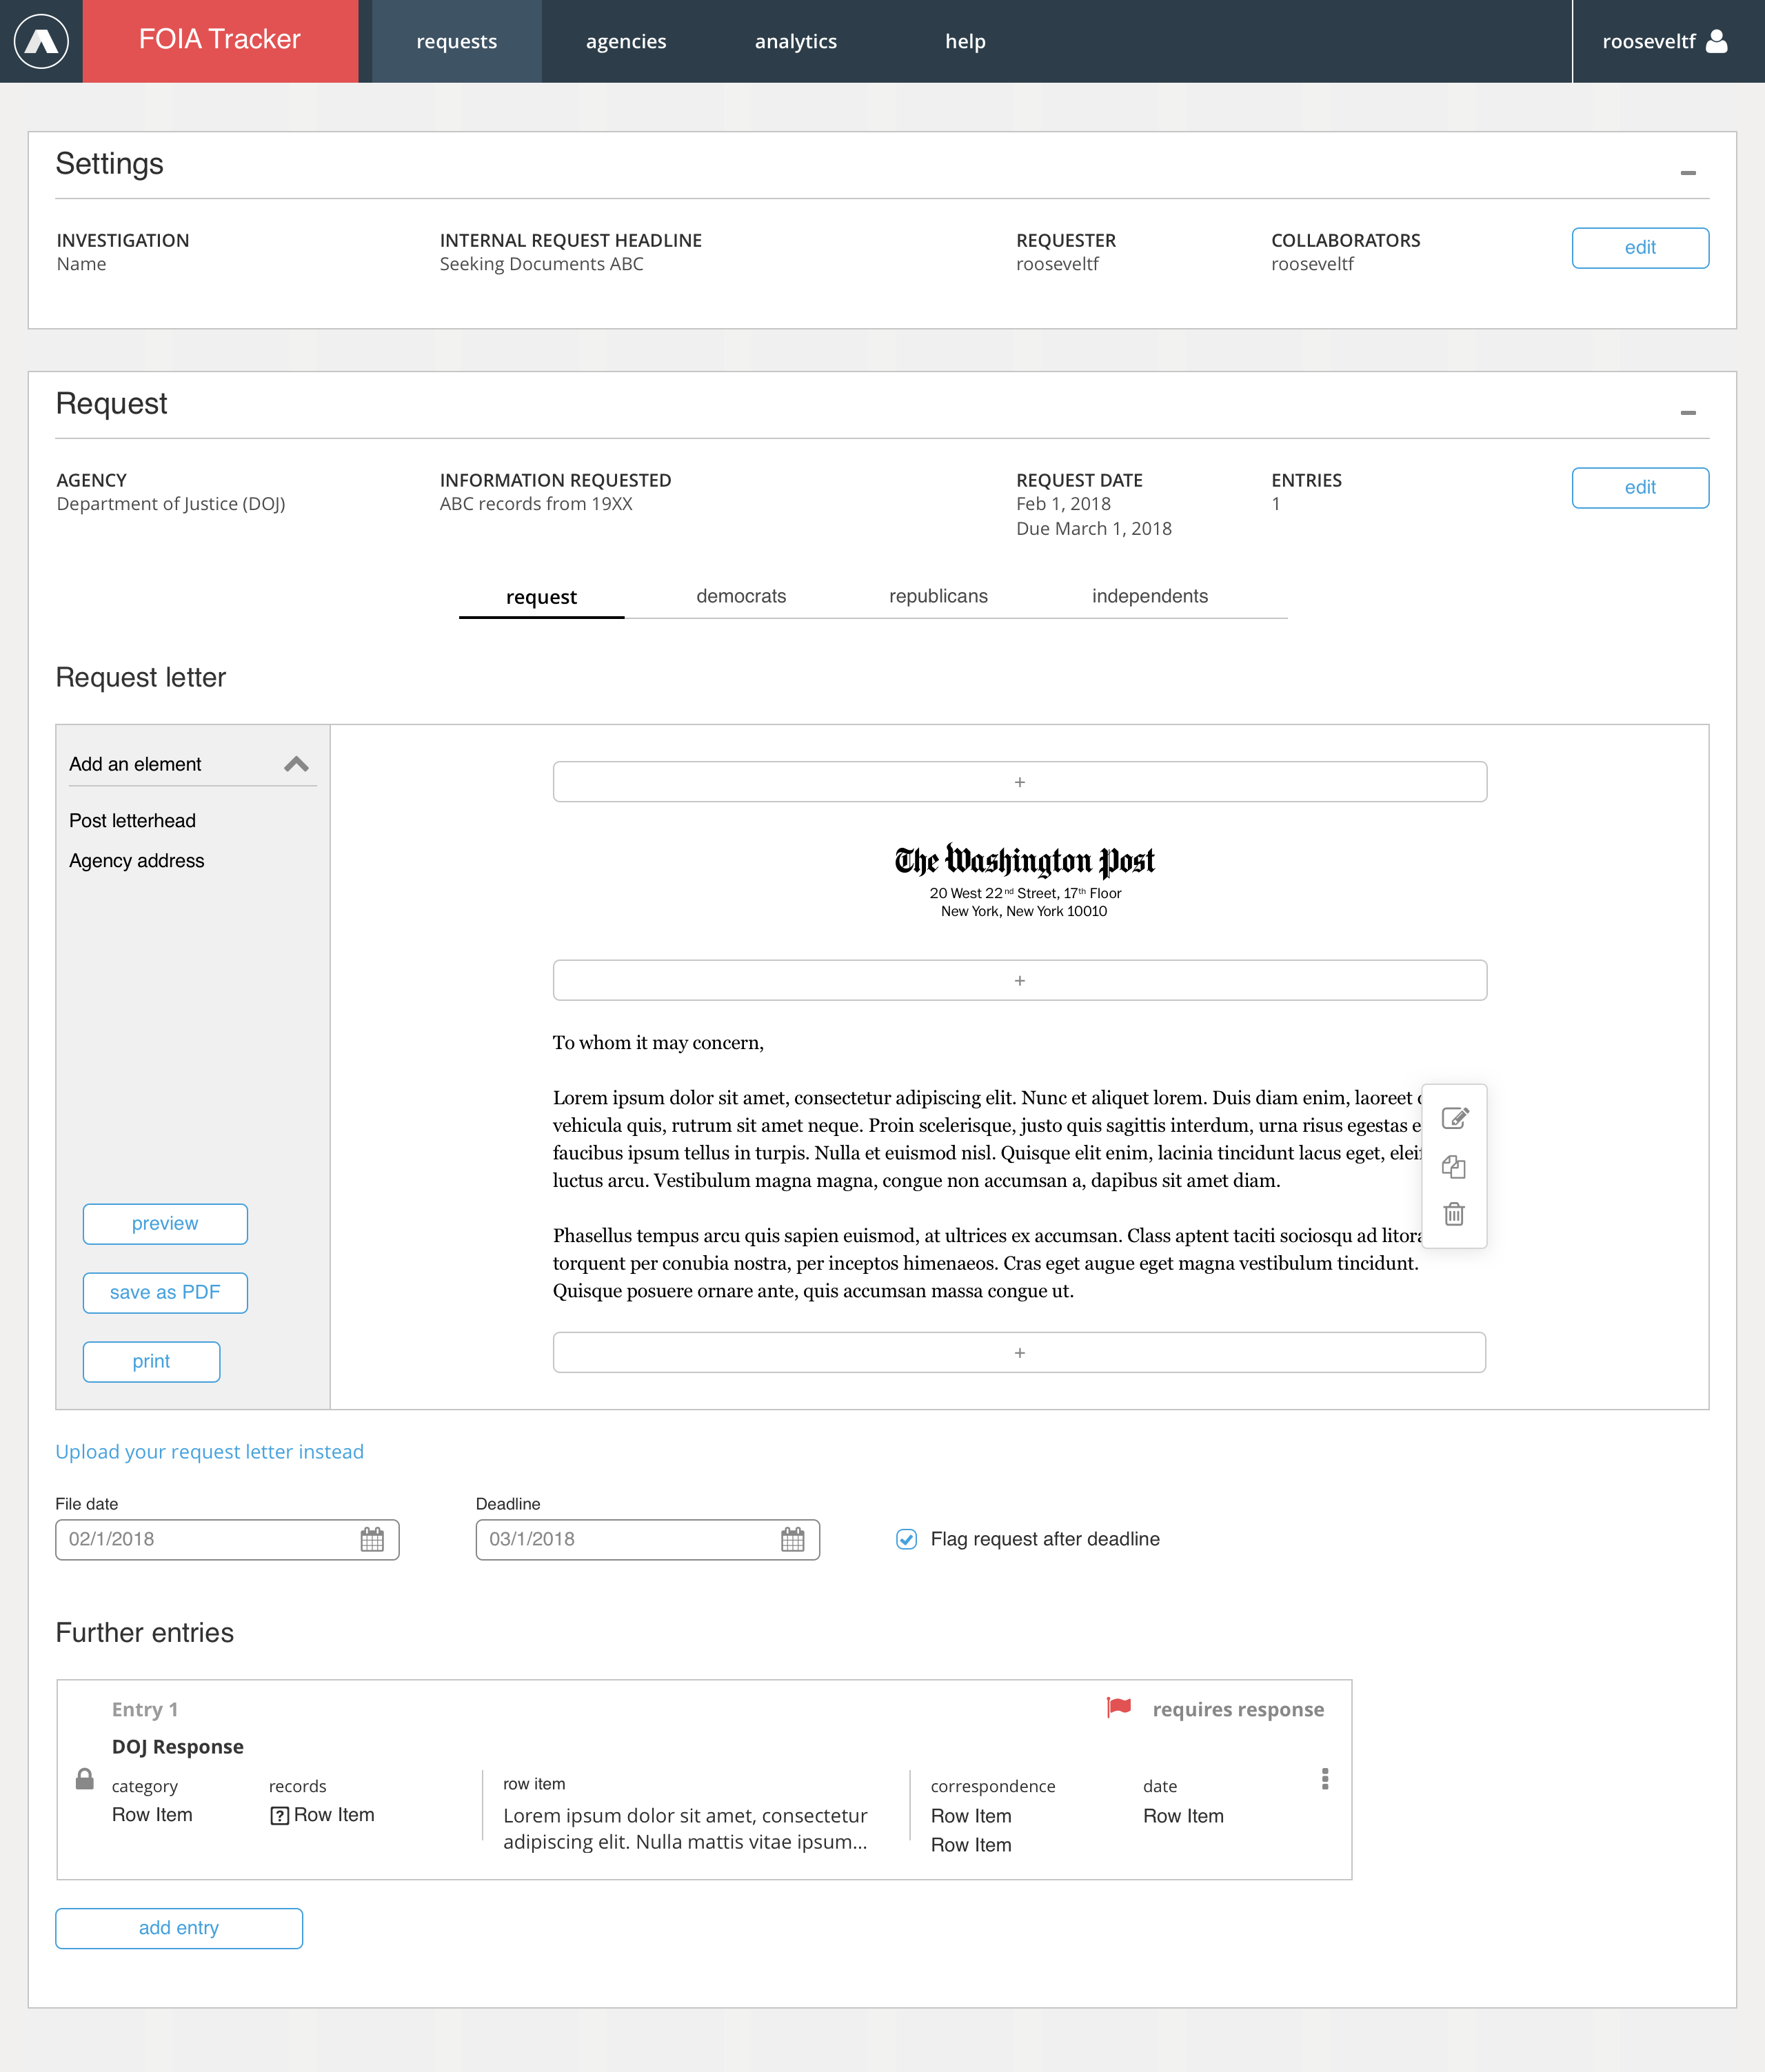 FOIA Tracker
requests
agencies
analytics
help
rooseveltf
Settings
INVESTIGATION
Name
INTERNAL REQUEST HEADLINE
Seeking Documents ABC
REQUESTER
rooseveltf
COLLABORATORS
rooseveltf
edit
Request
AGENCY
Department of Justice (DOJ)
INFORMATION REQUESTED
ABC records from 19XX
REQUEST DATE
Feb 1, 2018
Due March 1, 2018
ENTRIES
1
edit
request
democrats
republicans
independents
Request letter
Add an element
Post letterhead
Agency address
preview
save as PDF
print
+
The Washington Post
20 West 22nd Street, 17th Floor
New York, New York 10010
+
To whom it may concern,
Lorem ipsum dolor sit amet, consectetur adipiscing elit. Nunc et aliquet lorem. Duis diam enim, laoreet
vehicula quis, rutrum sit amet neque. Proin scelerisque, justo quis sagittis interdum, urna risus egestas
faucibus ipsum tellus in turpis. Nulla et euismod nisl. Quisque elit enim, lacinia tincidunt lacus eget,
luctus arcu. Vestibulum magna magna, congue non accumsan a, dapibus sit amet diam.
Phasellus tempus arcu quis sapien euismod, at ultrices ex accumsan. Class aptent taciti sociosqu ad litora
torquent per conubia nostra, per inceptos himenaeos. Cras eget augue eget magna vestibulum tincidunt.
Quisque posuere ornare ante, quis accumsan massa congue ut.
+
Upload your request letter instead
File date
02/1/2018
Deadline
03/1/2018
Flag request after deadline
Further entries
Entry 1
requires response
DOJ Response
category
Row Item
records
? Row Item
row item
Lorem ipsum dolor sit amet, consectetur
adipiscing elit. Nulla mattis vitae ipsum...
correspondence
Row Item
Row Item
date
Row Item
add entry